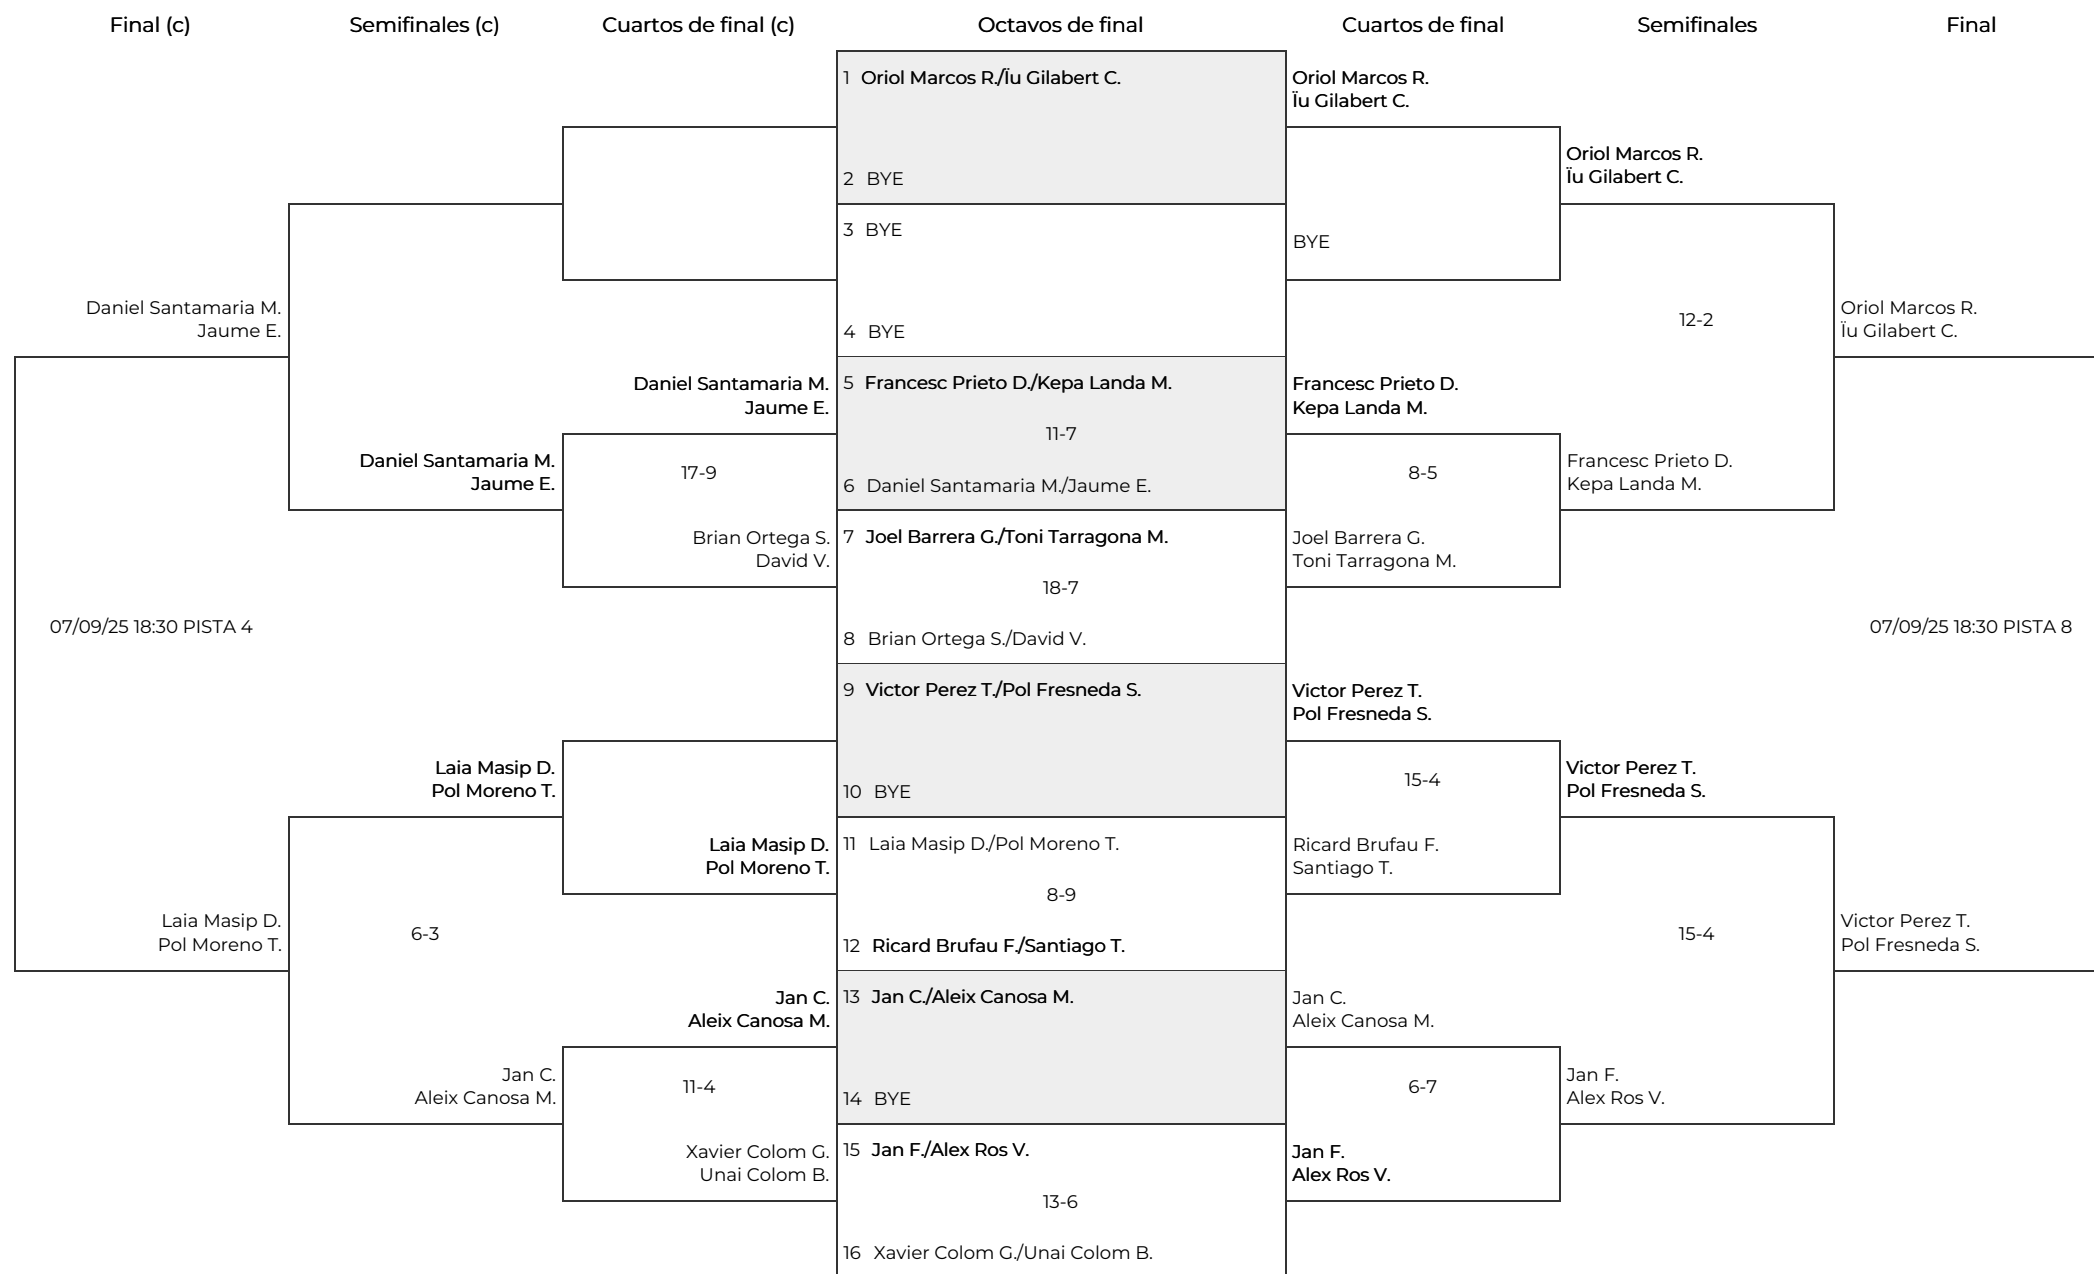 Final (c)
Semifinales (c)
Cuartos de final (c)
Octavos de final
Cuartos de final
Semifinales
Final
Daniel Santamaria M.
Jaume E.
07/09/25 18:30 PISTA 4
Laia Masip D.
Pol Moreno T.
Daniel Santamaria M.
Jaume E.
Laia Masip D.
Pol Moreno T.
6-3
Jan C.
Aleix Canosa M.
Daniel Santamaria M.
Jaume E.
17-9
Brian Ortega S.
David V.
Laia Masip D.
Pol Moreno T.
Jan C.
Aleix Canosa M.
11-4
Xavier Colom G.
Unai Colom B.
1 Oriol Marcos R./Ïu Gilabert C.
2 BYE
3 BYE
4 BYE
5 Francesc Prieto D./Kepa Landa M.
11-7
6 Daniel Santamaria M./Jaume E.
7 Joel Barrera G./Toni Tarragona M.
18-7
8 Brian Ortega S./David V.
9 Victor Perez T./Pol Fresneda S.
10 BYE
11 Laia Masip D./Pol Moreno T.
8-9
12 Ricard Brufau F./Santiago T.
13 Jan C./Aleix Canosa M.
14 BYE
15 Jan F./Alex Ros V.
13-6
16 Xavier Colom G./Unai Colom B.
Oriol Marcos R.
Ïu Gilabert C.
BYE
Francesc Prieto D.
Kepa Landa M.
8-5
Joel Barrera G.
Toni Tarragona M.
Victor Perez T.
Pol Fresneda S.
15-4
Ricard Brufau F.
Santiago T.
Jan C.
Aleix Canosa M.
6-7
Jan F.
Alex Ros V.
Oriol Marcos R.
Ïu Gilabert C.
12-2
Francesc Prieto D.
Kepa Landa M.
Victor Perez T.
Pol Fresneda S.
15-4
Jan F.
Alex Ros V.
Oriol Marcos R.
Ïu Gilabert C.
07/09/25 18:30 PISTA 8
Victor Perez T.
Pol Fresneda S.